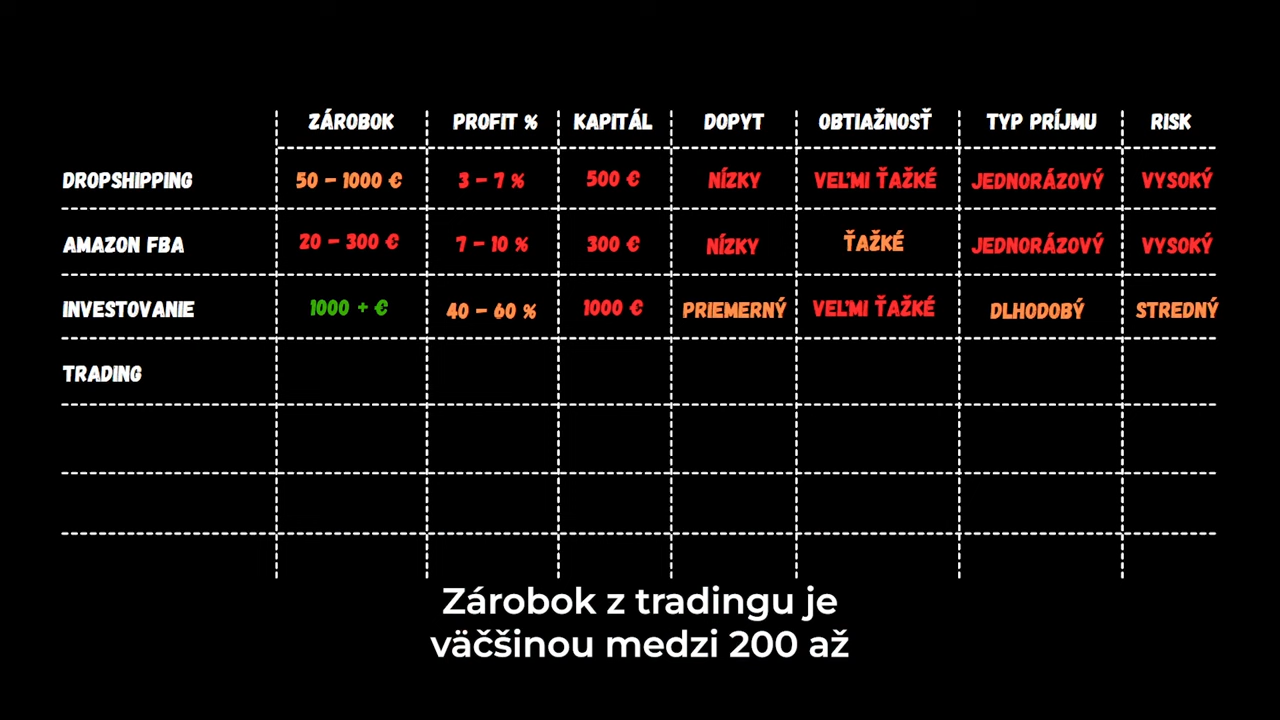 ZÁROBOK PROFIT % KAPITÁL DOPYT OBTIAŽNOSŤ TYP PRÍJMU RISK
DROPSHIPPING 50 – 1000 € 3 – 7 % 500 € NÍZKY VEĽMI ŤAŽKÉ JEDNORÁZOVÝ VYSOKÝ
AMAZON FBA 20 – 300 € 7 – 10 % 300 € NÍZKY ŤAŽKÉ JEDNORÁZOVÝ VYSOKÝ
INVESTOVANIE 1000 + € 40 – 60 % 1000 € PRIEMERNÝ VEĽMI ŤAŽKÉ DLHODOBÝ STREDNÝ
TRADING
Zárobok z tradingu je
väčšinou medzi 200 až